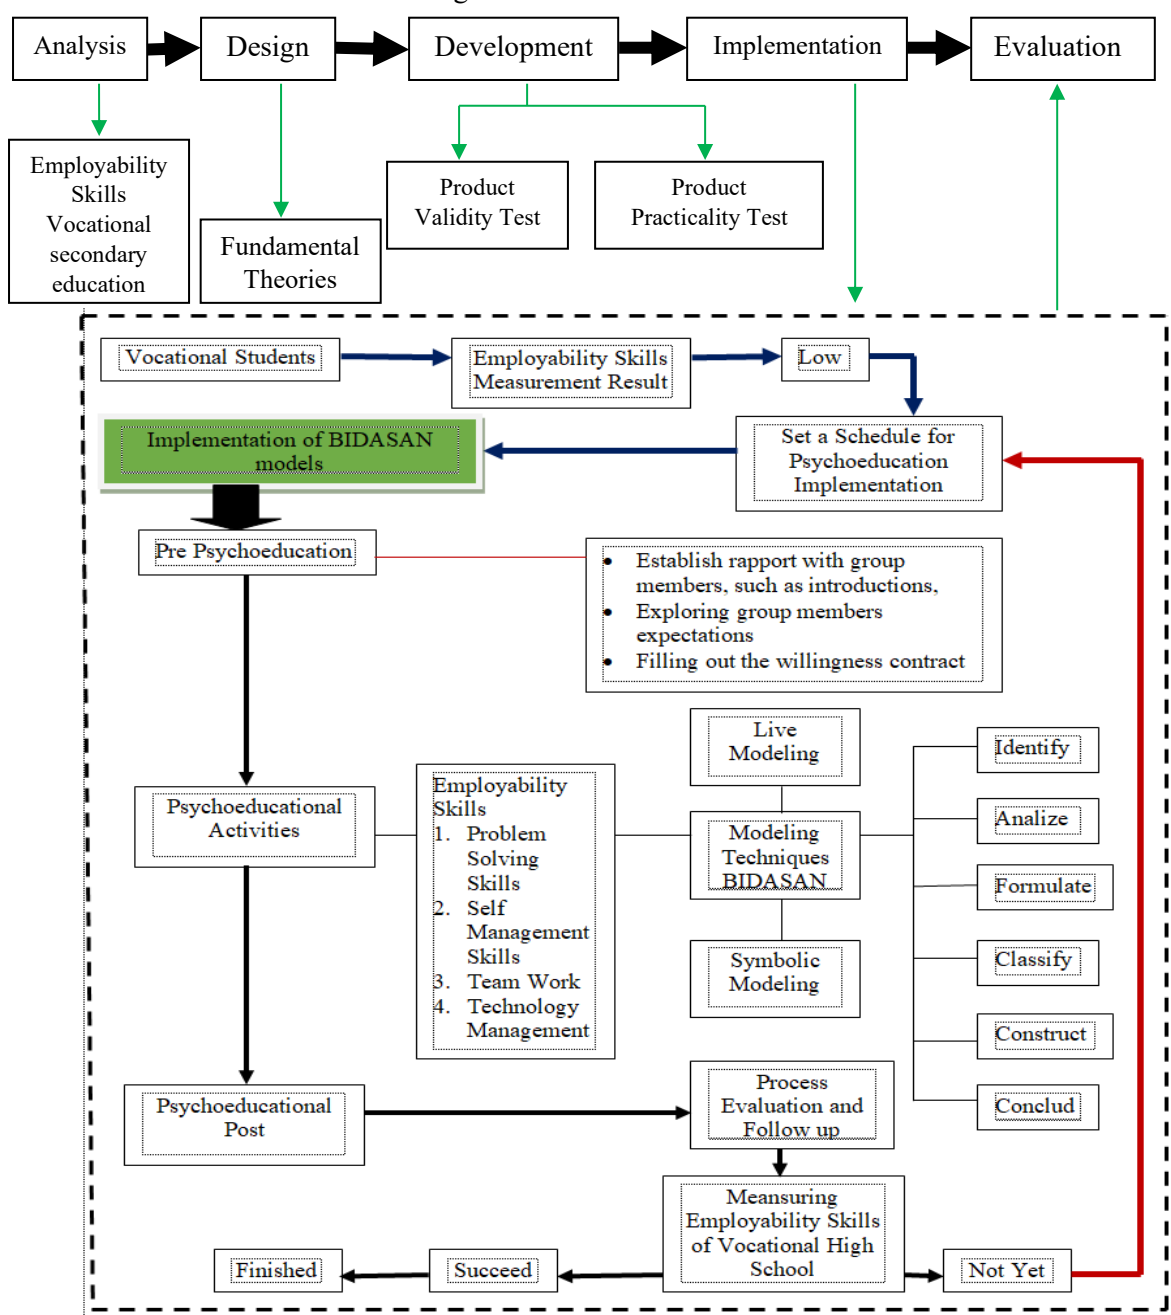 Analysis
Design
Development
Implementation
Evaluation
Employability
Skills
Vocational
secondary
education
Fundamental
Theories
Product
Validity Test
Product
Practicality Test
Vocational Students
Employability Skills
Measurement Result
Low
Implementation of BIDASAN
models
Set a Schedule for
Psychoeducation
Implementation
Pre Psychoeducation
• Establish rapport with group
members, such as introductions,
• Exploring group members
expectations
• Filling out the willingness contract
Psychoeducational
Activities
Employability
Skills
1. Problem
Solving
Skills
2. Self
Management
Skills
3. Team Work
4. Technology
Management
Live
Modeling
Modeling
Techniques
BIDASAN
Symbolic
Modeling
Identify
Analize
Formulate
Classify
Construct
Conclud
Psychoeducational
Post
Process
Evaluation and
Follow up
Meansuring
Employability Skills
of Vocational High
School
Finished
Succeed
Not Yet